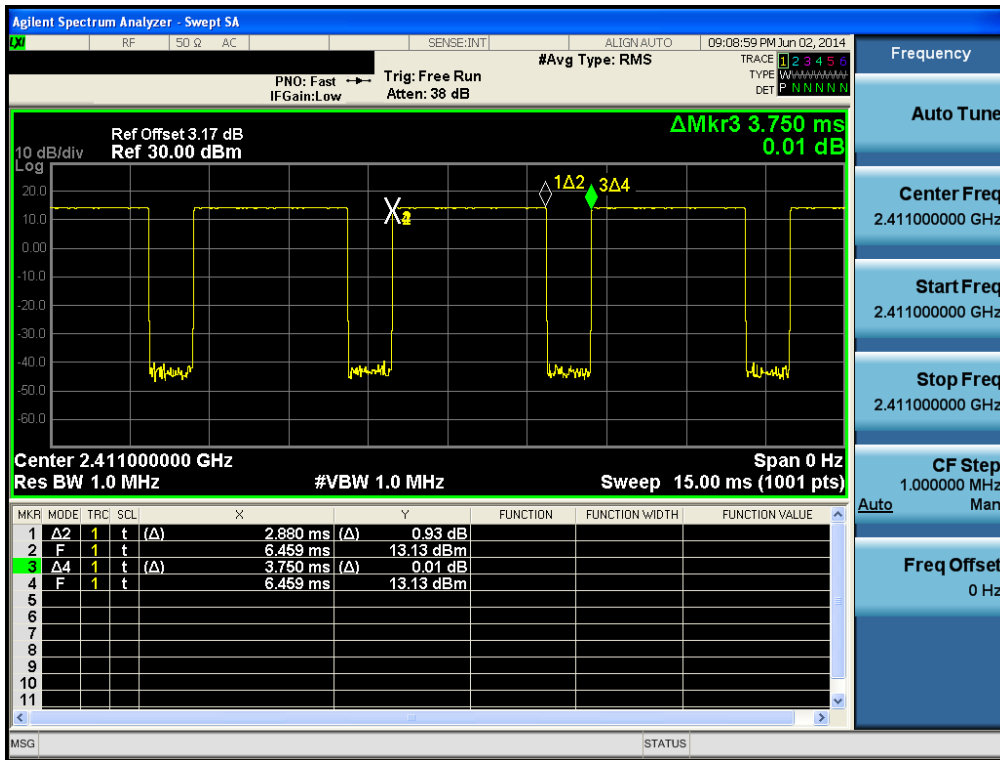 Agilent Spectrum Analyzer - Swept SA
LXI RF 50 Ω AC SENSE:INT ALIGN AUTO 09:08:59 PM Jun 02, 2014
#Avg Type: RMS TRACE 1 2 3 4 5 6
PNO: Fast Trig: Free Run TYPE W
IFGain:Low Atten: 38 dB DET P N N N N N
ΔMkr3 3.750 ms
0.01 dB
Ref Offset 3.17 dB
10 dB/div Ref 30.00 dBm
Log
20.0
10.0
0.00
-10.0
-20.0
-30.0
-40.0
-50.0
-60.0
1Δ2 3Δ4
Center 2.411000000 GHz Span 0 Hz
Res BW 1.0 MHz #VBW 1.0 MHz Sweep 15.00 ms (1001 pts)
MKR MODE TRC SCL X Y FUNCTION FUNCTION WIDTH FUNCTION VALUE
1 Δ2 1 t (Δ) 2.880 ms (Δ) 0.93 dB
2 F 1 t 6.459 ms 13.13 dBm
3 Δ4 1 t (Δ) 3.750 ms (Δ) 0.01 dB
4 F 1 t 6.459 ms 13.13 dBm
5
6
7
8
9
10
11
MSG STATUS
Frequency
Auto Tune
Center Freq
2.411000000 GHz
Start Freq
2.411000000 GHz
Stop Freq
2.411000000 GHz
CF Step
1.000000 MHz
Auto Man
Freq Offset
0 Hz